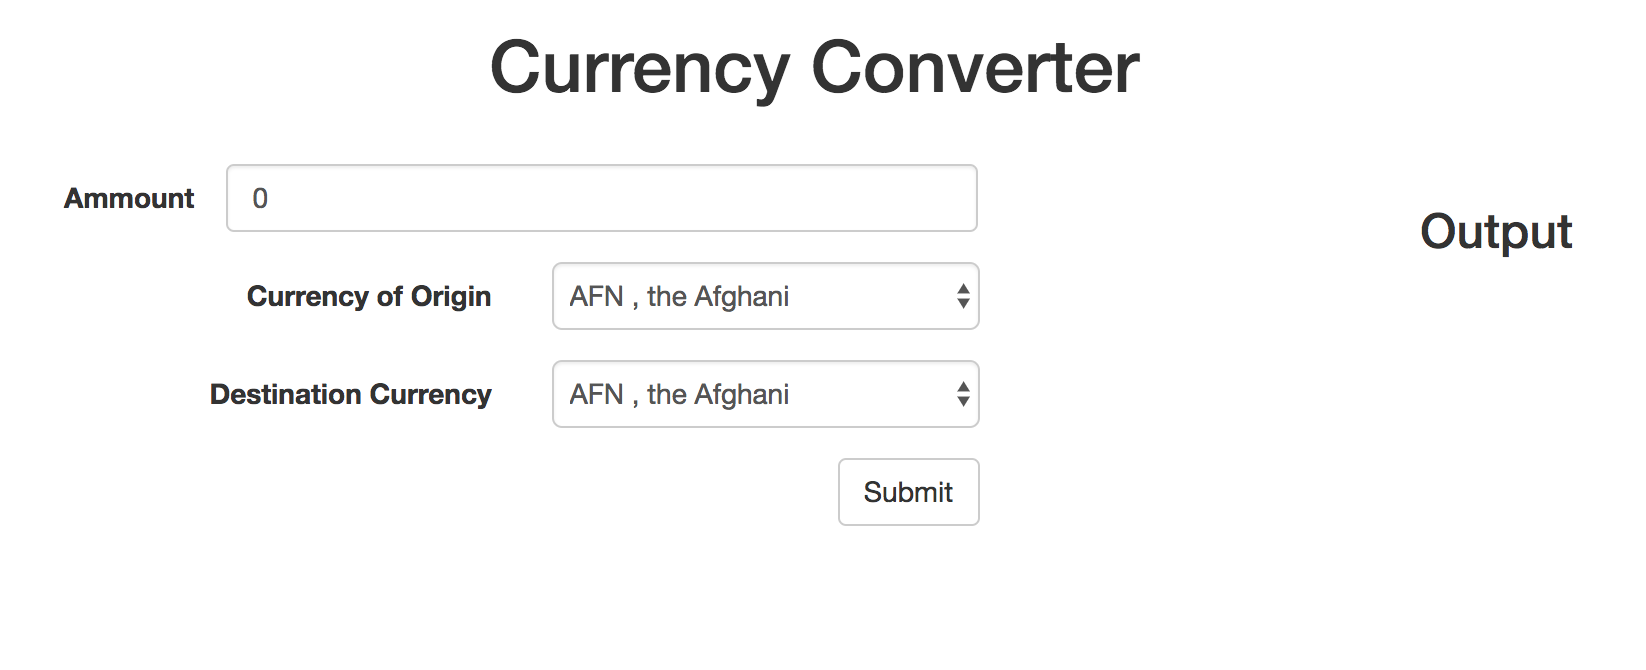 Currency Converter
Ammount 0
Output
Currency of Origin AFN , the Afghani
Destination Currency AFN , the Afghani
Submit